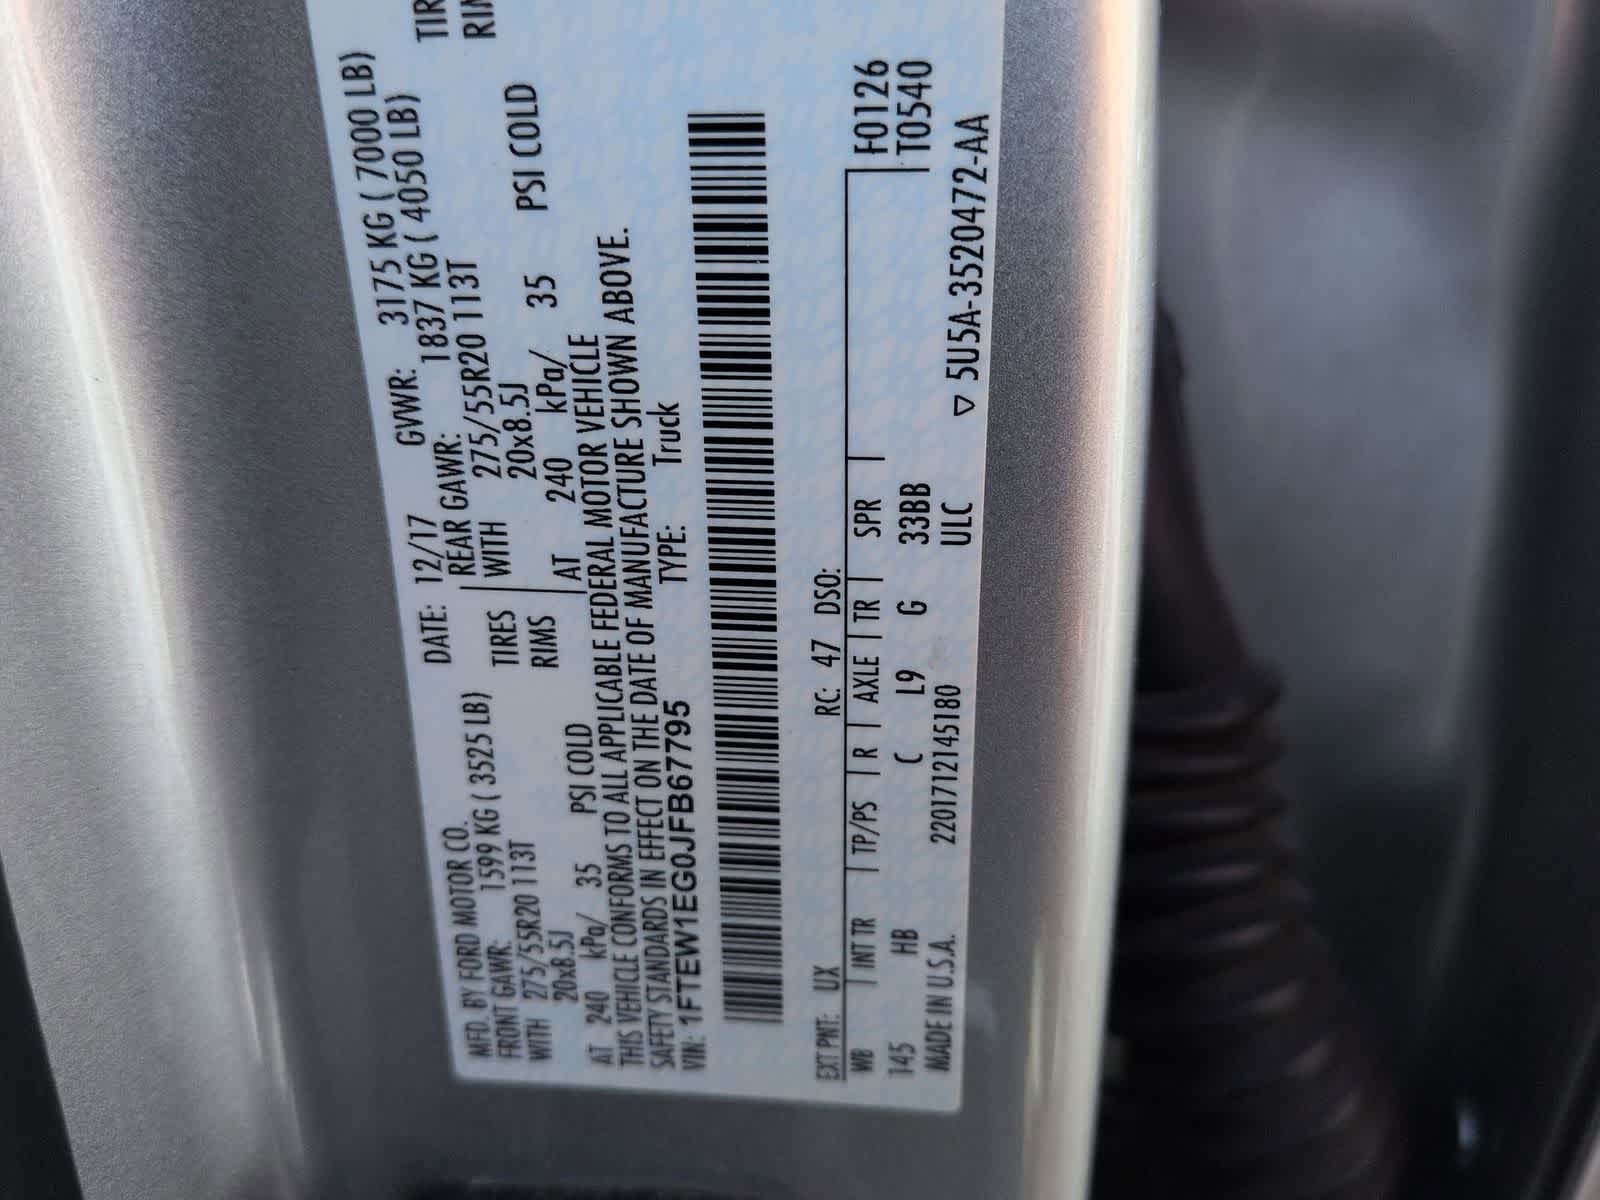 MFD. BY FORD MOTOR CO. DATE: 12/17 GVWR: 3175 KG ( 7000 LB)
FRONT GAWR: 1599 KG ( 3525 LB) REAR GAWR: 1837 KG ( 4050 LB)
WITH 275/55R20 113T TIRES WITH 275/55R20 113T TIR
20x8.5J RIMS 20x8.5J RIM
AT 240 kPa/ 35 PSI COLD AT 240 kPa/ 35 PSI COLD
THIS VEHICLE CONFORMS TO ALL APPLICABLE FEDERAL MOTOR VEHICLE
SAFETY STANDARDS IN EFFECT ON THE DATE OF MANUFACTURE SHOWN ABOVE.
VIN: 1FTEW1EG0JFB67795 TYPE: Truck
EXT PNT: UX RC: 47 DSO: F0126
WB | INT TR | TP/PS | R | AXLE | TR | SPR | T0540
145 HB C L9 G 33BB
MADE IN U.S.A. 220171214518​0 ULC ▽ 5U5A-3520472-AA